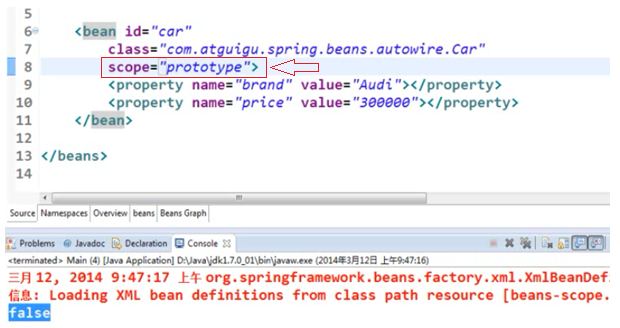 5
6 <bean id="car"
7 class="com.atguigu.spring.beans.autowire.Car"
8 scope="prototype">
9 <property name="brand" value="Audi"></property>
10 <property name="price" value="300000"></property>
11 </bean>
12
13 </beans>
14
Source Namespaces Overview beans Beans Graph
Problems @ Javadoc Declaration Console
<terminated> Main (4) [Java Application] D:\Java\jdk1.7.0_01\bin\javaw.exe (2014年3月12日 上午9:47:16)
三月 12, 2014 9:47:17 上午 org.springframework.beans.factory.xml.XmlBeanDef
信息: Loading XML bean definitions from class path resource [beans-scope.
false